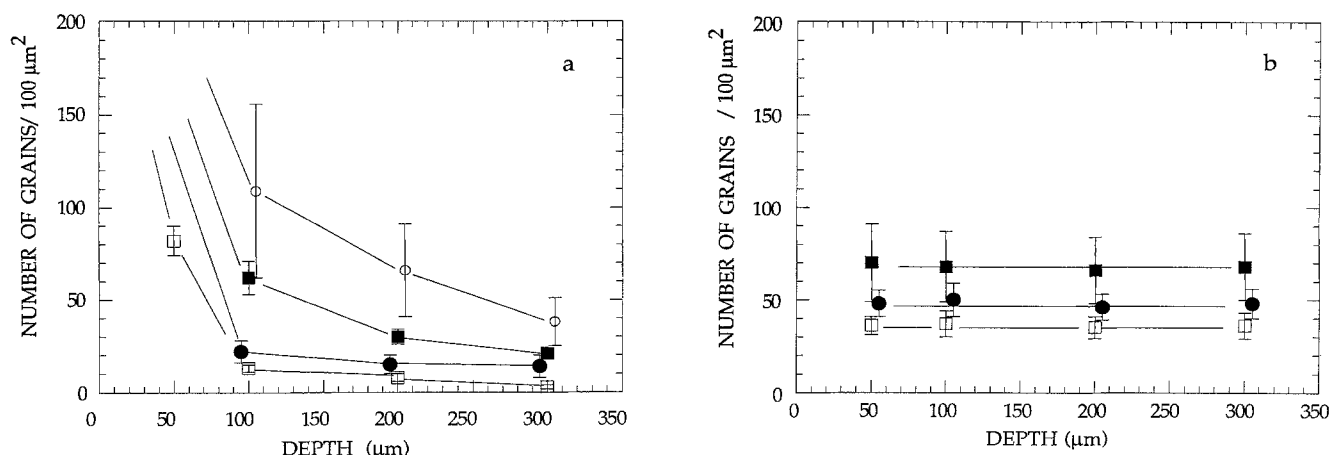 a
200
150
100
50
0
NUMBER OF GRAINS/ 100 µm²
0 50 100 150 200 250 300 350
DEPTH (µm)
b
200
150
100
50
0
NUMBER OF GRAINS / 100 µm²
0 50 100 150 200 250 300 350
DEPTH (µm)